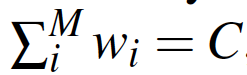 ∑_i^M w_i = C.